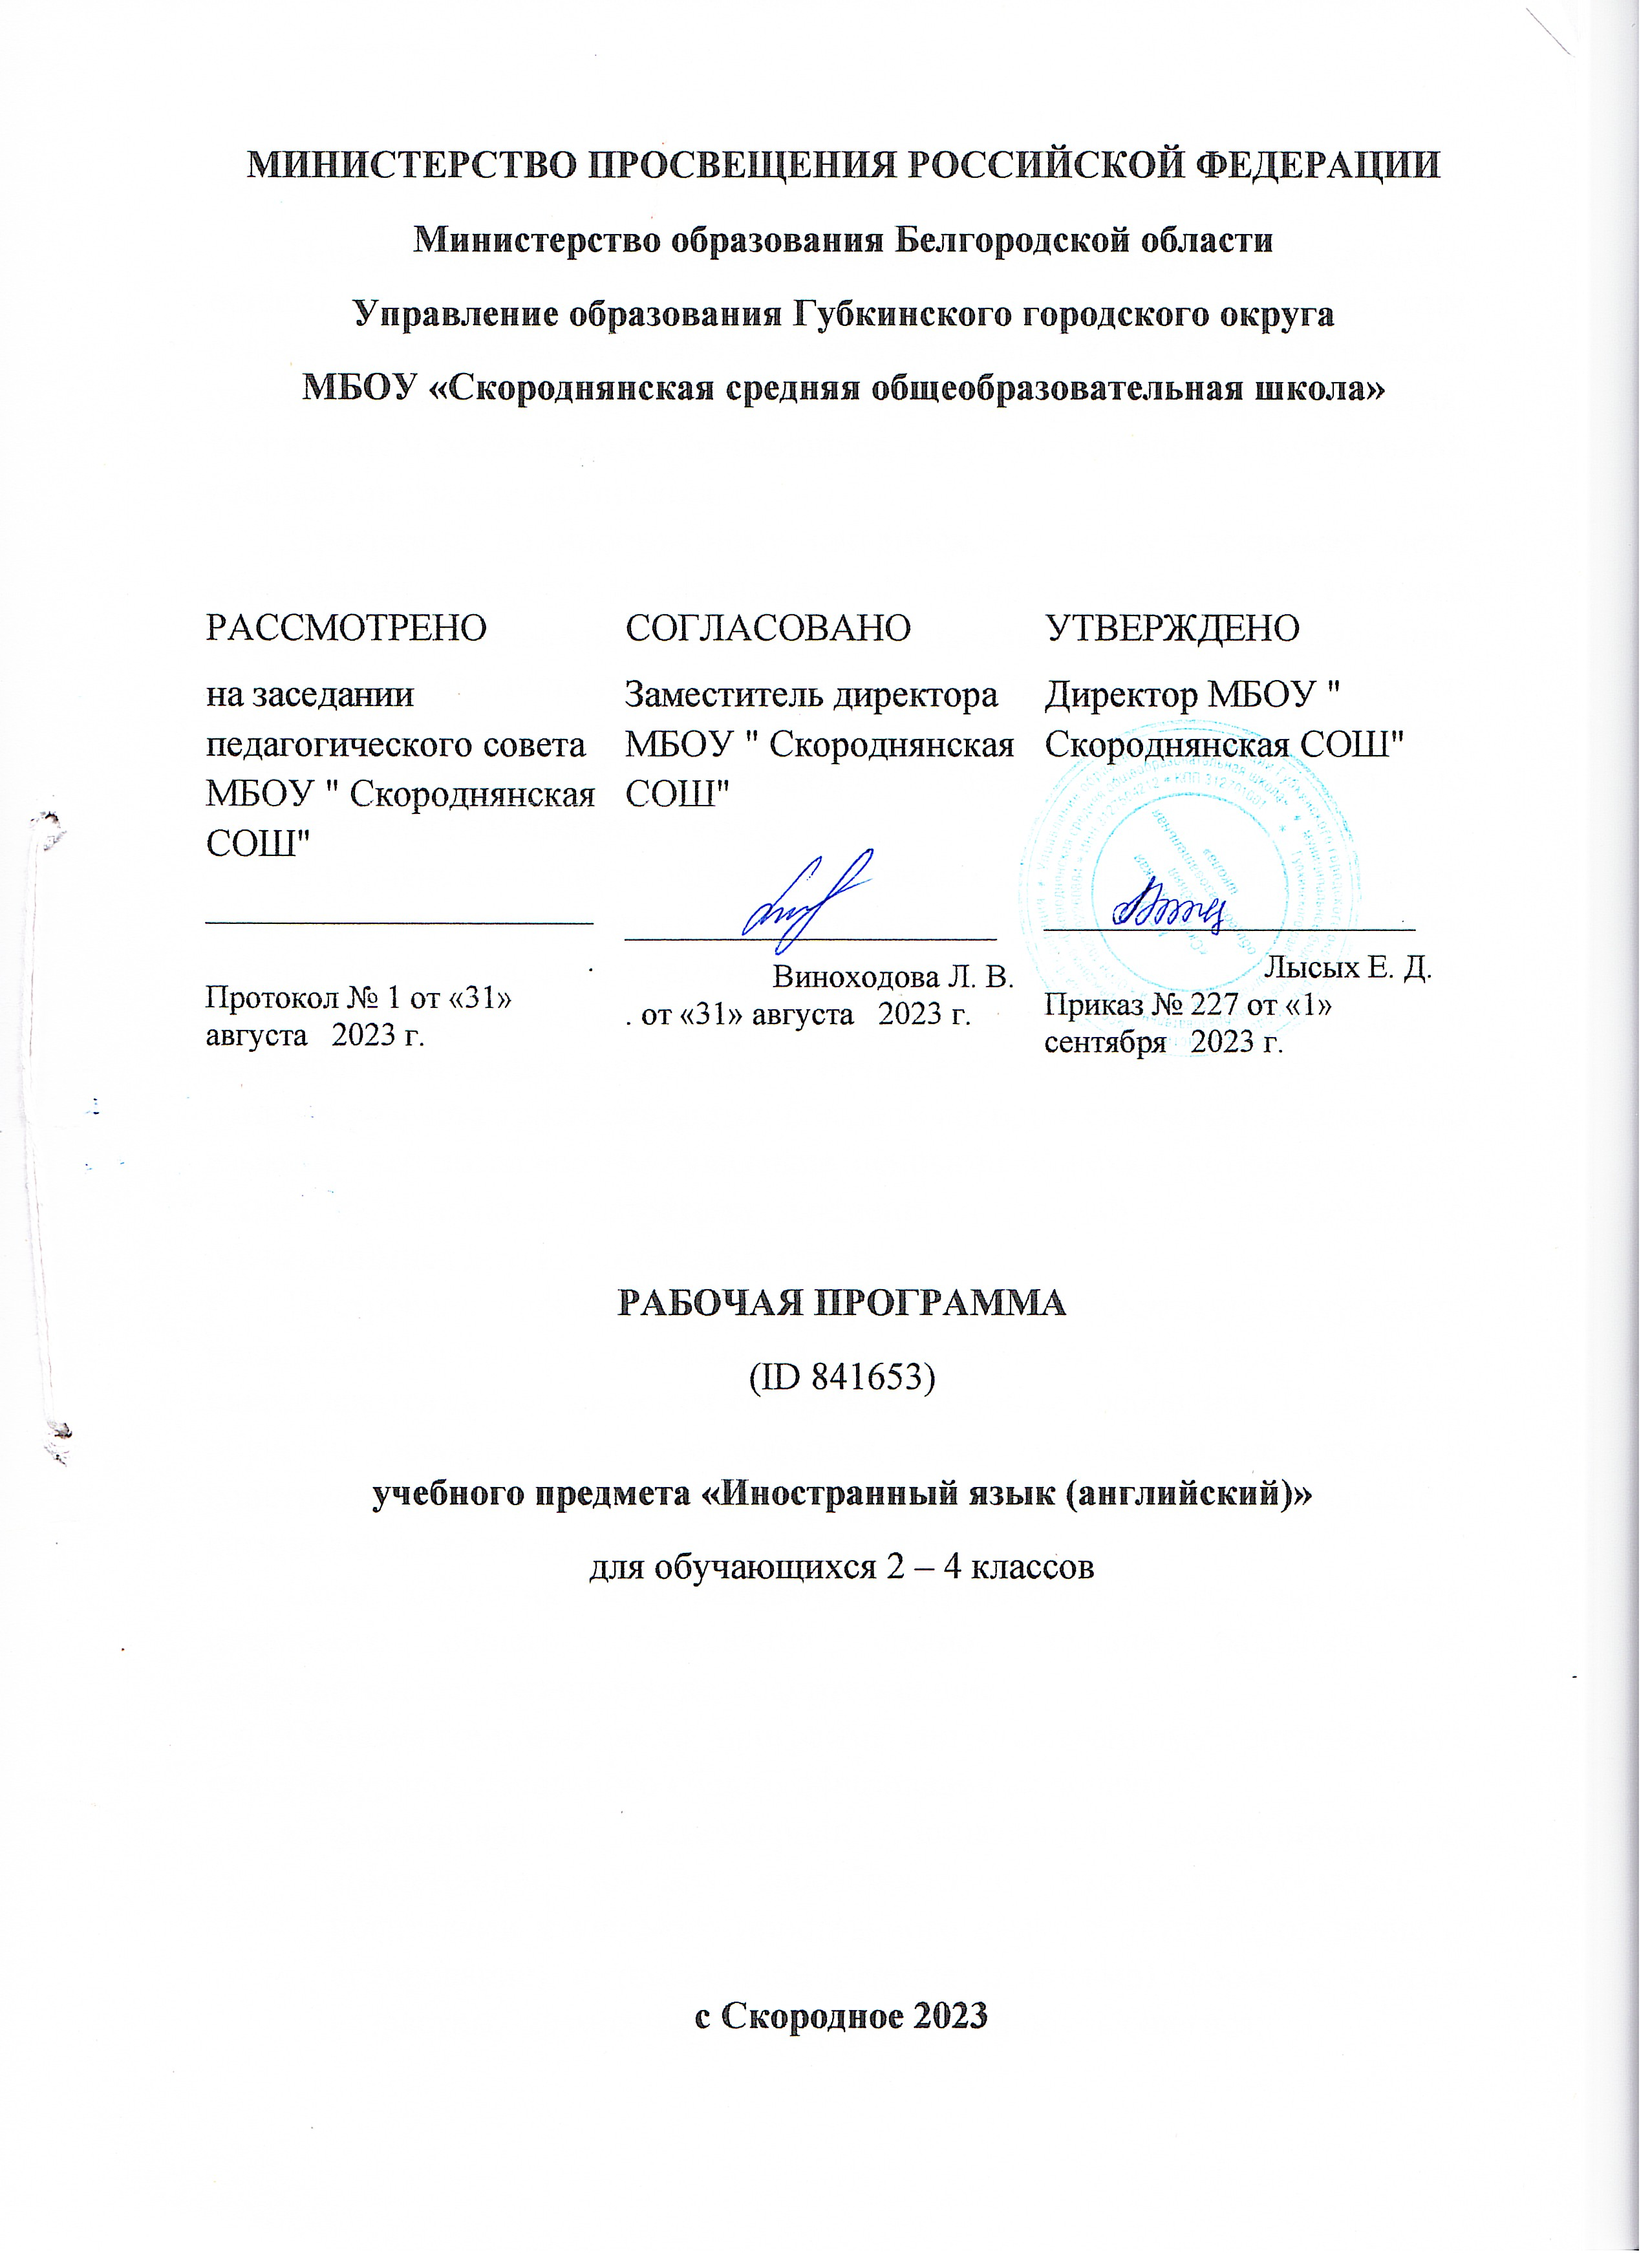 МИНИСТЕРСТВО ПРОСВЕЩЕНИЯ РОССИЙСКОЙ ФЕДЕРАЦИИ
Министерство образования Белгородской области
Управление образования Губкинского городского округа
МБОУ «Скороднянская средняя общеобразовательная школа»
РАССМОТРЕНО
на заседании
педагогического совета
МБОУ " Скороднянская
СОШ"
Протокол № 1 от «31»
августа 2023 г.
СОГЛАСОВАНО
Заместитель директора
МБОУ " Скороднянская
СОШ"
Виноходова Л. В.
. от «31» августа 2023 г.
УТВЕРЖДЕНО
Директор МБОУ "
Скороднянская СОШ"
Лысых Е. Д.
Приказ № 227 от «1»
сентября 2023 г.
РАБОЧАЯ ПРОГРАММА
(ID 841653)
учебного предмета «Иностранный язык (английский)»
для обучающихся 2 – 4 классов
с Скородное 2023